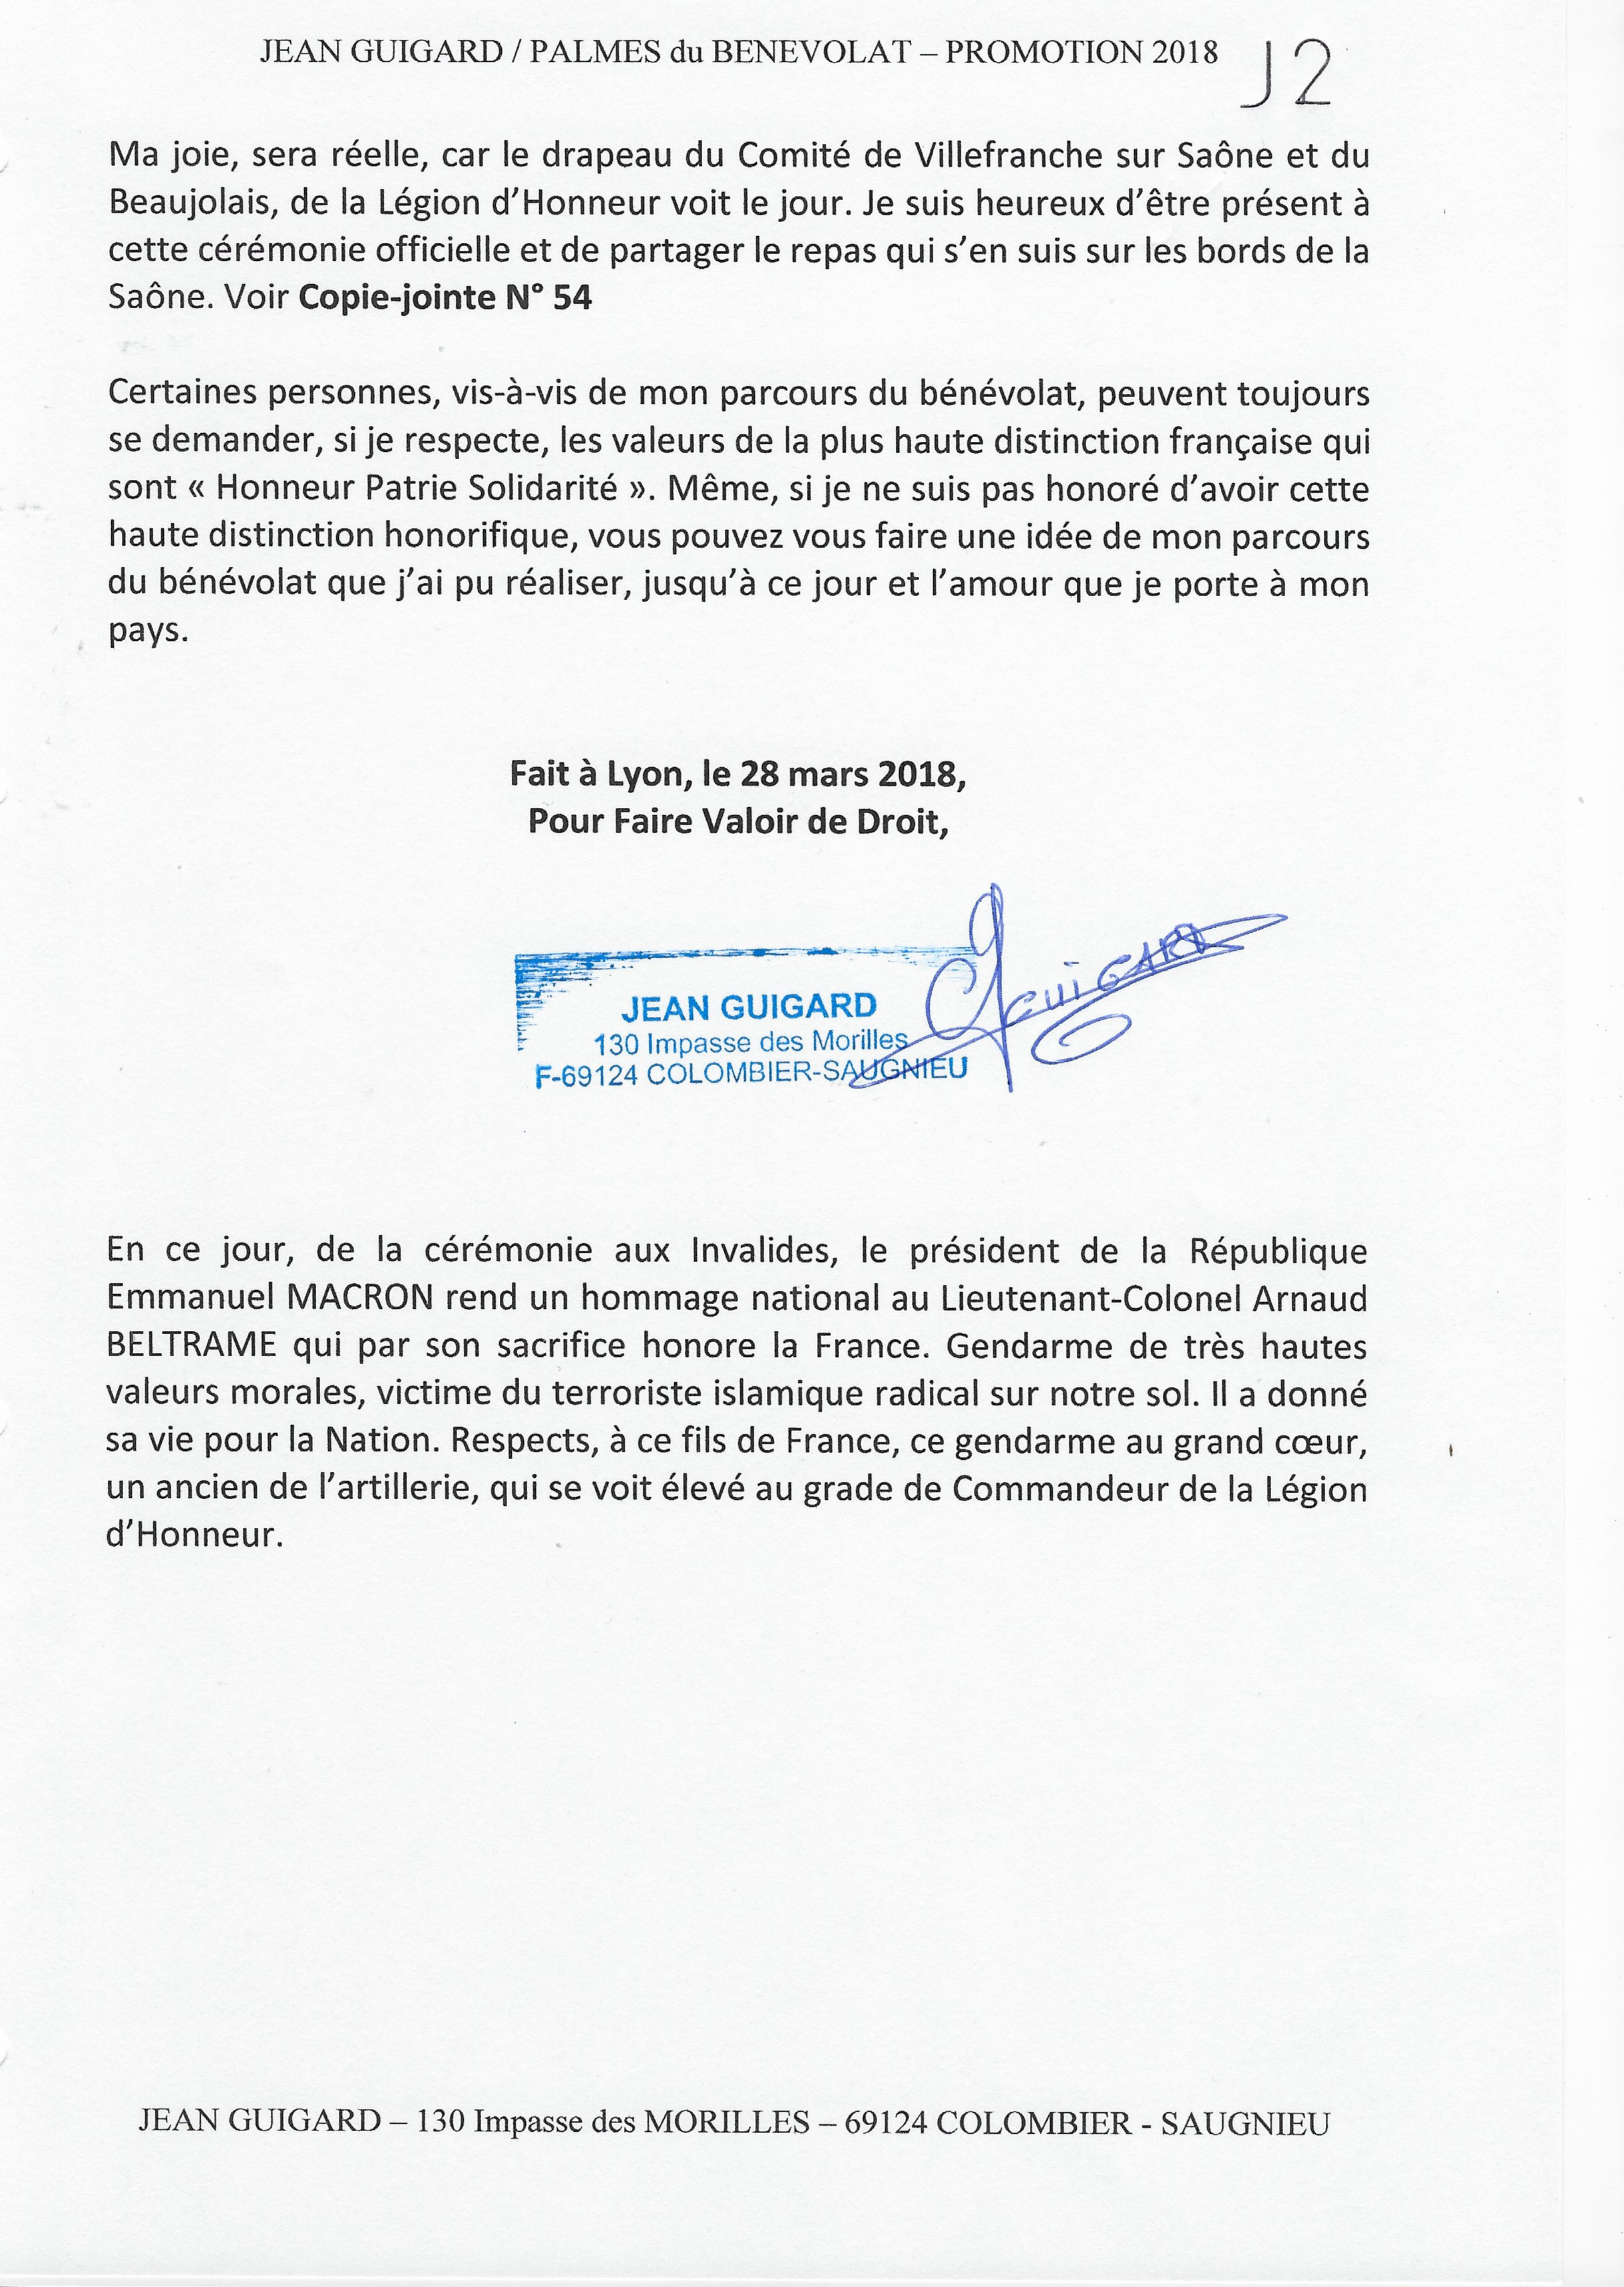 JEAN GUIGARD / PALMES du BENEVOLAT – PROMOTION 2018
J2
Ma joie, sera réelle, car le drapeau du Comité de Villefranche sur Saône et du
Beaujolais, de la Légion d'Honneur voit le jour. Je suis heureux d'être présent à
cette cérémonie officielle et de partager le repas qui s'en suis sur les bords de la
Saône. Voir Copie-jointe N° 54
Certaines personnes, vis-à-vis de mon parcours du bénévolat, peuvent toujours
se demander, si je respecte, les valeurs de la plus haute distinction française qui
sont « Honneur Patrie Solidarité ». Même, si je ne suis pas honoré d'avoir cette
haute distinction honorifique, vous pouvez vous faire une idée de mon parcours
du bénévolat que j'ai pu réaliser, jusqu'à ce jour et l'amour que je porte à mon
pays.
Fait à Lyon, le 28 mars 2018,
Pour Faire Valoir de Droit,
JEAN GUIGARD
130 Impasse des Morilles
F-69124 COLOMBIER-SAUGNIEU
GUIGARD
En ce jour, de la cérémonie aux Invalides, le président de la République
Emmanuel MACRON rend un hommage national au Lieutenant-Colonel Arnaud
BELTRAME qui par son sacrifice honore la France. Gendarme de très hautes
valeurs morales, victime du terroriste islamique radical sur notre sol. Il a donné
sa vie pour la Nation. Respects, à ce fils de France, ce gendarme au grand cœur,
un ancien de l'artillerie, qui se voit élevé au grade de Commandeur de la Légion
d'Honneur.
JEAN GUIGARD – 130 Impasse des MORILLES – 69124 COLOMBIER - SAUGNIEU